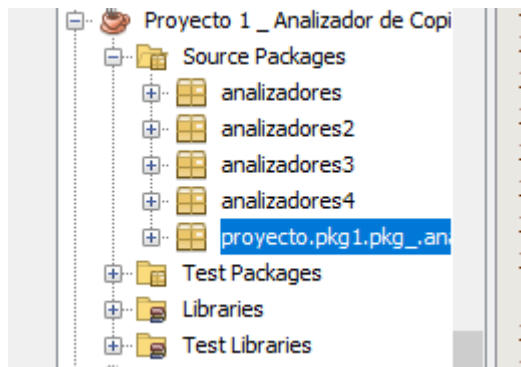 Proyecto 1 _ Analizador de Copi
Source Packages
analizadores
analizadores2
analizadores3
analizadores4
proyecto.pkg1.pkg_.ana
Test Packages
Libraries
Test Libraries